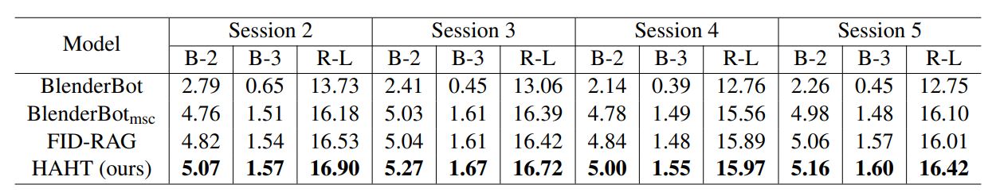 Model Session 2 Session 3 Session 4 Session 5
B-2 B-3 R-L B-2 B-3 R-L B-2 B-3 R-L B-2 B-3 R-L
BlenderBot 2.79 0.65 13.73 2.41 0.45 13.06 2.14 0.39 12.76 2.26 0.45 12.75
BlenderBotmsc 4.76 1.51 16.18 5.03 1.61 16.39 4.78 1.49 15.56 4.98 1.48 16.10
FID-RAG 4.82 1.54 16.53 5.04 1.61 16.42 4.84 1.48 15.89 5.06 1.57 16.01
HAHT (ours) 5.07 1.57 16.90 5.27 1.67 16.72 5.00 1.55 15.97 5.16 1.60 16.42